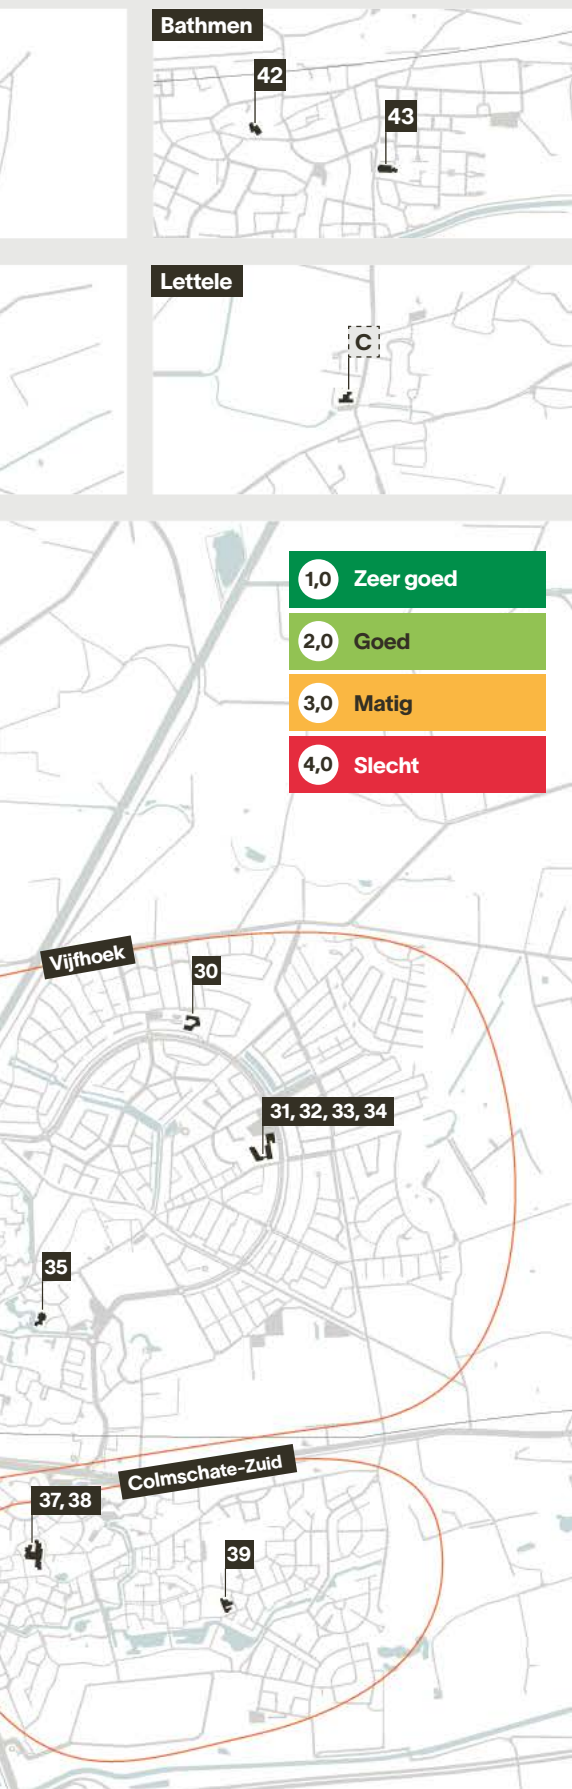 Bathmen
42
43
Lettele
C
1,0 Zeer goed
2,0 Goed
3,0 Matig
4,0 Slecht
Vijfhoek
30
31, 32, 33, 34
35
Colmschate-Zuid
37, 38
39